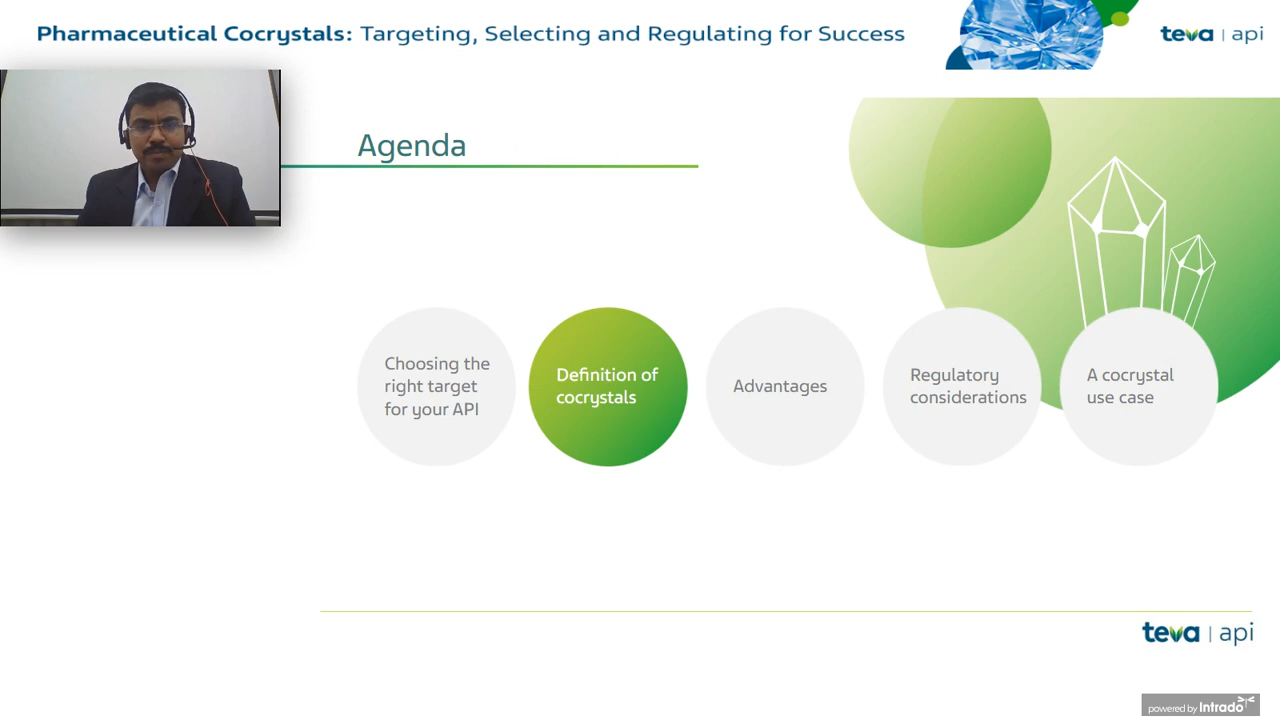 Pharmaceutical Cocrystals: Targeting, Selecting and Regulating for Success
teva | api
Agenda
Choosing the
right target
for your API
Definition of
cocrystals
Advantages
Regulatory
considerations
A cocrystal
use case
teva | api
powered by Intrado